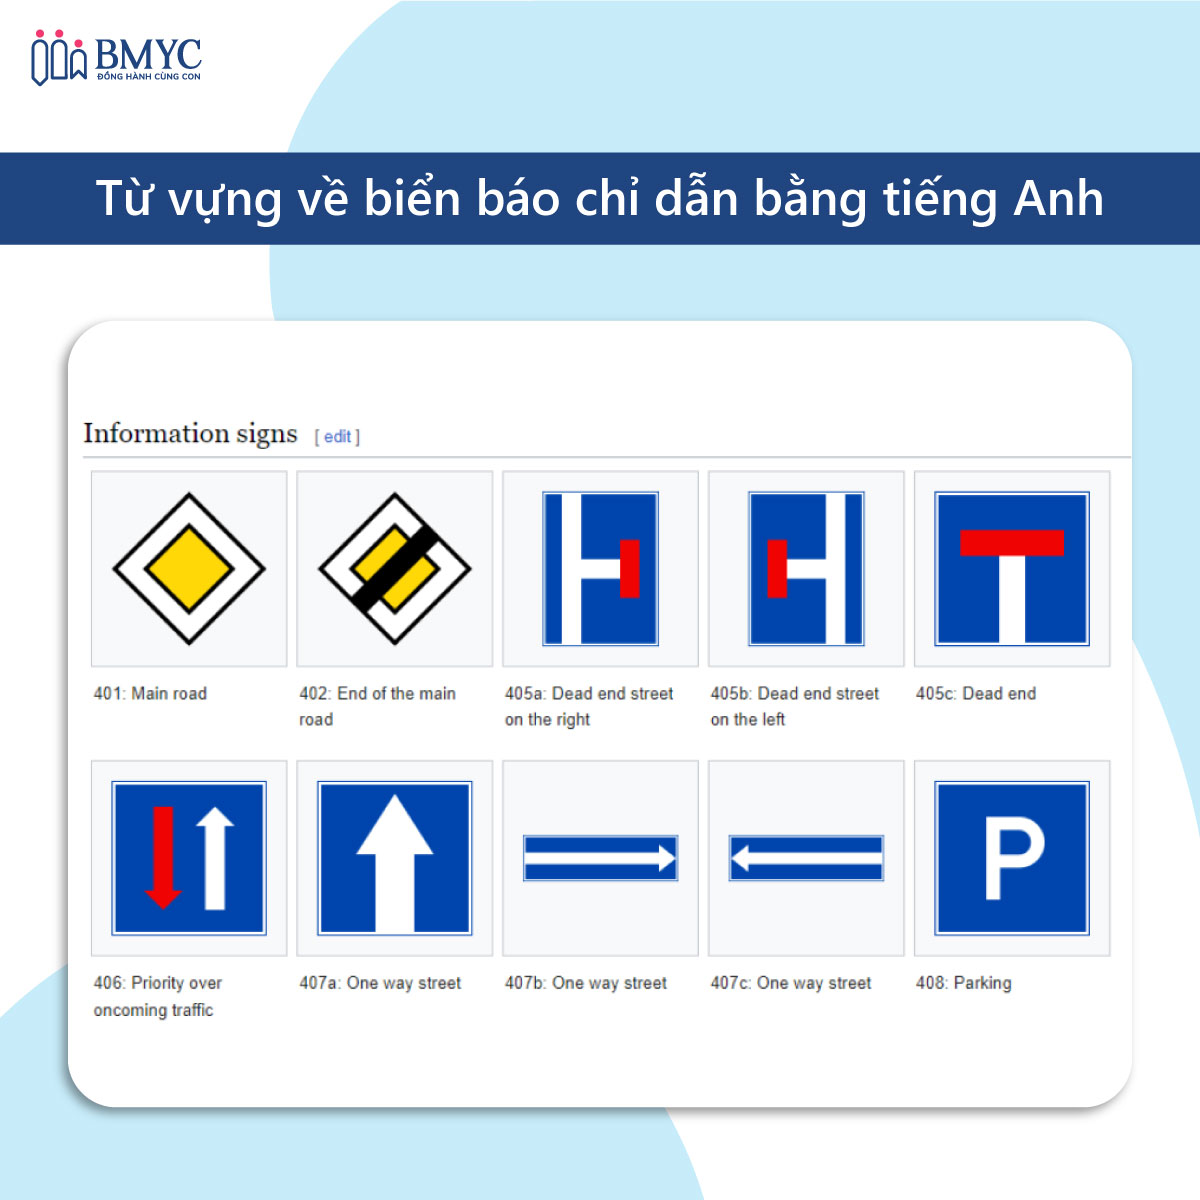 BMYC
ĐỒNG HÀNH CÙNG CON
Từ vựng về biển báo chỉ dẫn bằng tiếng Anh
Information signs [ edit ]
401: Main road
402: End of the main
road
405a: Dead end street
on the right
405b: Dead end street
on the left
405c: Dead end
P
406: Priority over
oncoming traffic
407a: One way street
407b: One way street
407c: One way street
408: Parking